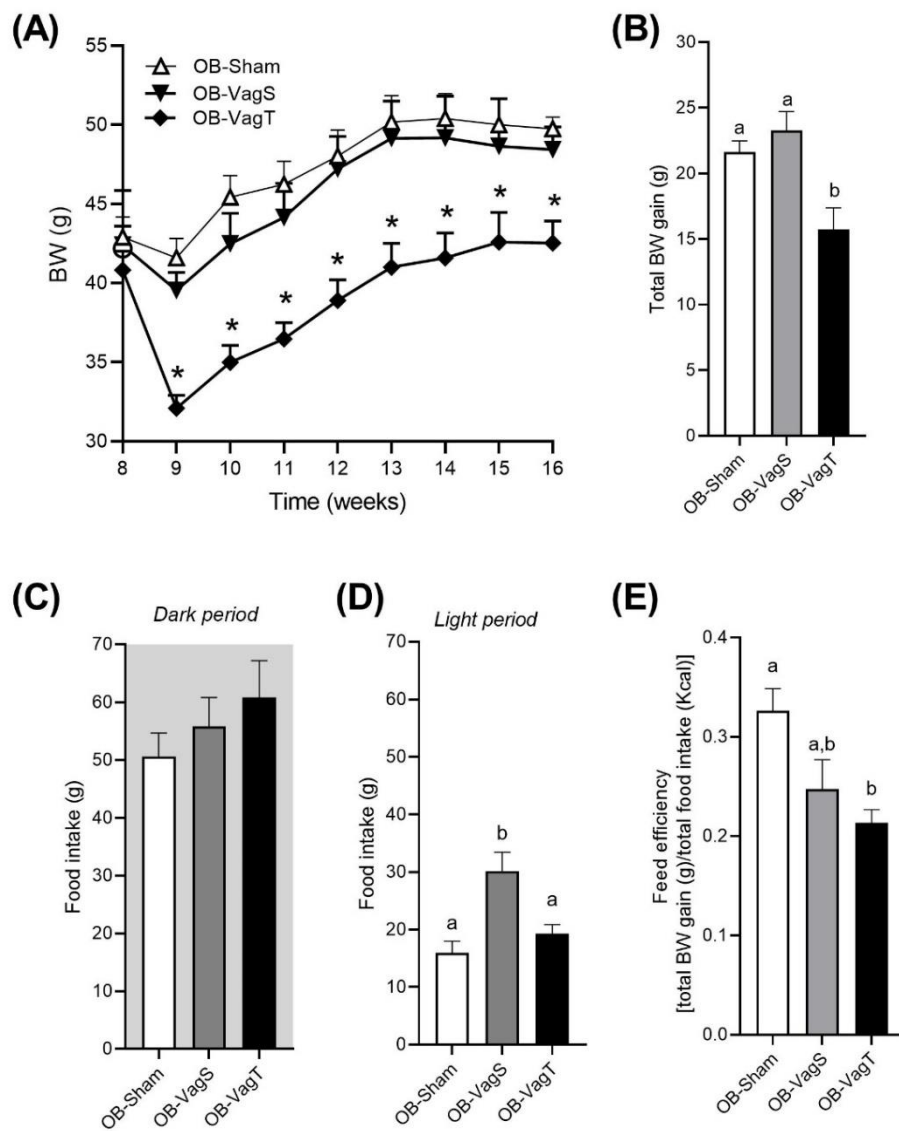 (A)
55
50
45
40
35
30
BW (g)
OB-Sham
OB-VagS
OB-VagT
*
*
*
*
*
*
*
*
8 9 10 11 12 13 14 15 16
Time (weeks)
(B)
30
25
20
15
10
5
0
Total BW gain (g)
a
a
b
OB-Sham
OB-VagS
OB-VagT
(C)
Dark period
70
60
50
40
30
20
10
0
Food intake (g)
OB-Sham
OB-VagS
OB-VagT
(D)
Light period
70
60
50
40
30
20
10
0
Food intake (g)
a
b
a
OB-Sham
OB-VagS
OB-VagT
(E)
0.4
0.3
0.2
0.1
0.0
Feed efficiency
[total BW gain (g)/total food intake (Kcal)]
a
a,b
b
OB-Sham
OB-VagS
OB-VagT